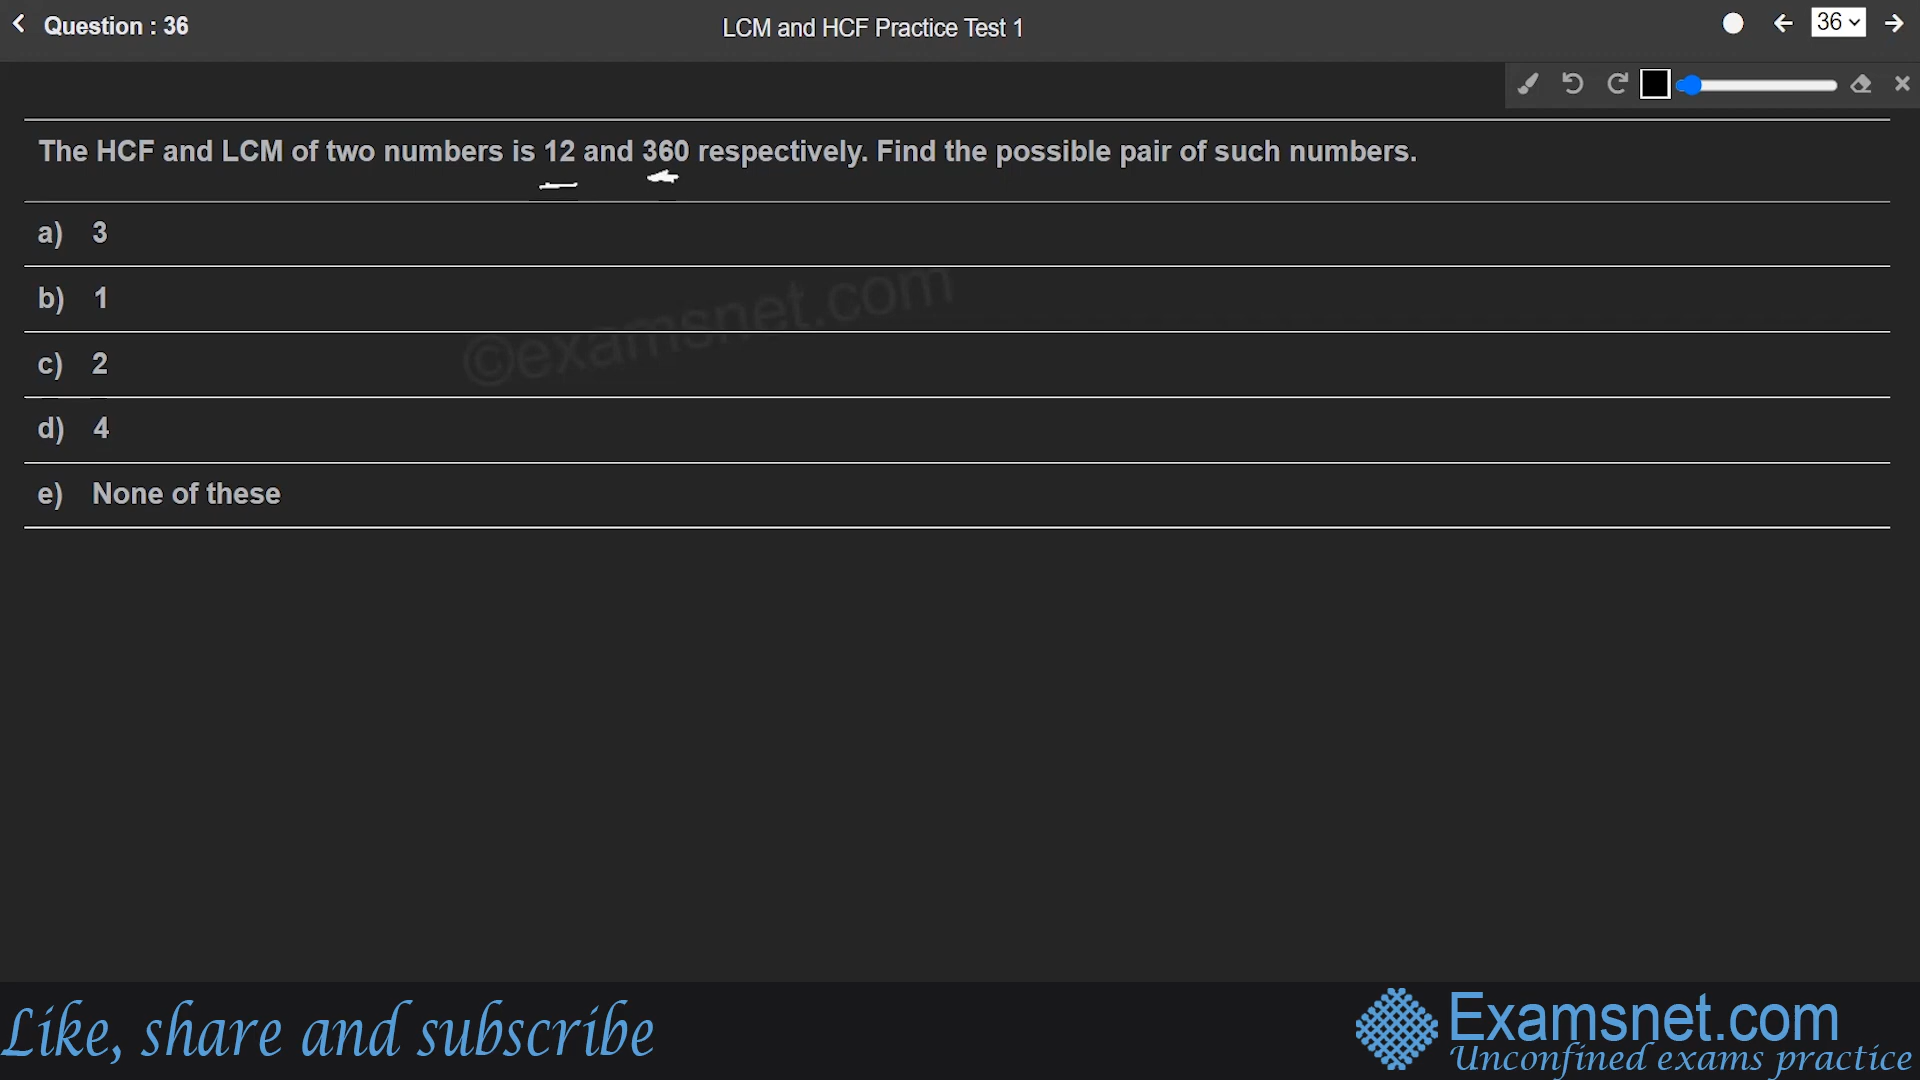 Question : 36
LCM and HCF Practice Test 1
36
The HCF and LCM of two numbers is 12 and 360 respectively. Find the possible pair of such numbers.
a) 3
b) 1
©examsnet.com
c) 2
d) 4
e) None of these
Like, share and subscribe
Examsnet.com
Unconfined exams practice